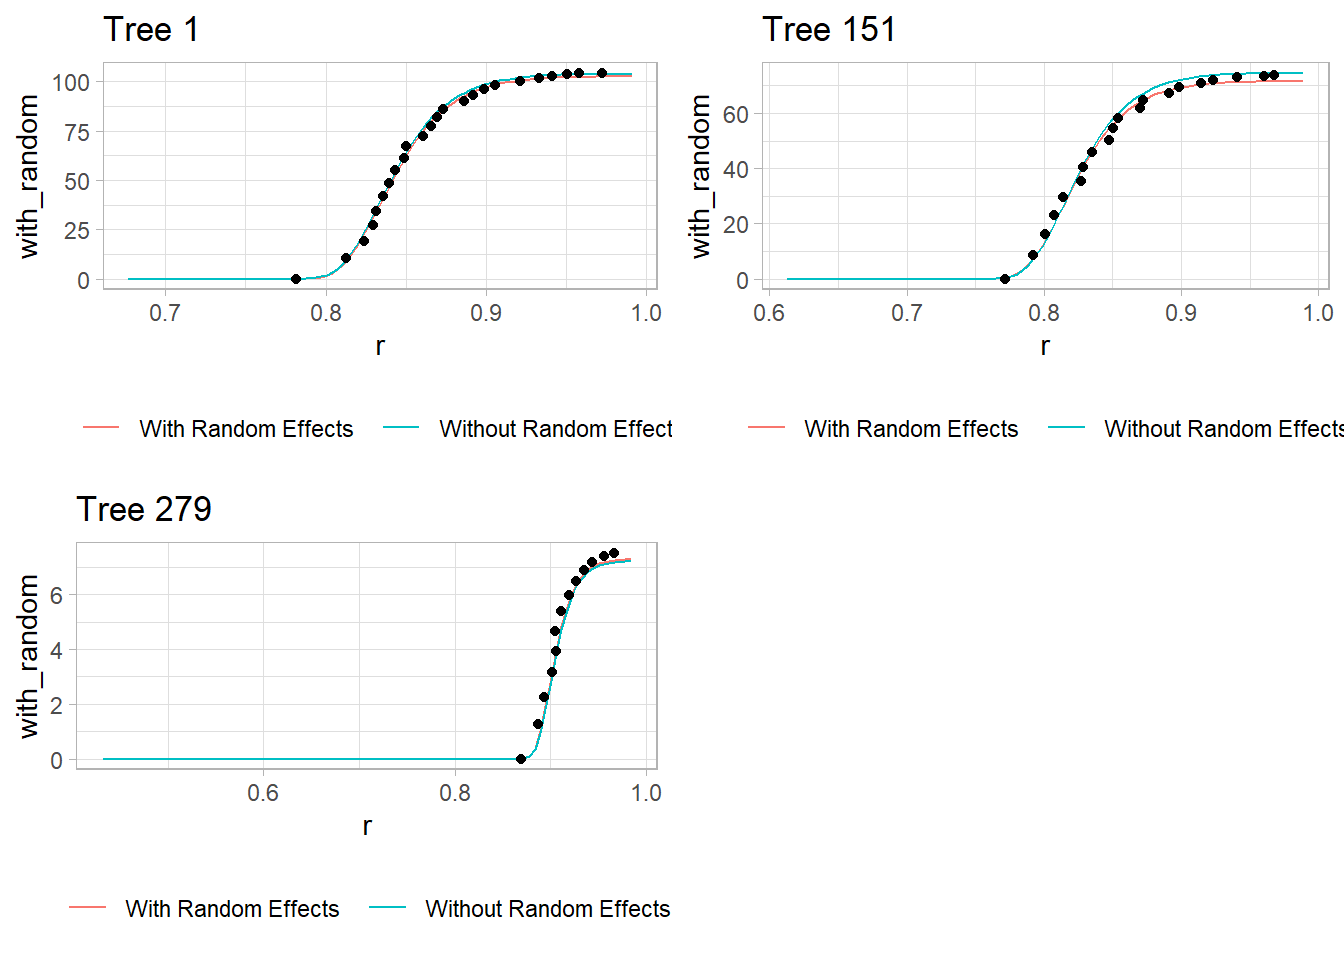 Tree 1
with_random
100
75
50
25
0
0.7 0.8 0.9 1.0
r
With Random Effects Without Random Effect
Tree 151
with_random
60
40
20
0
0.6 0.7 0.8 0.9 1.0
r
With Random Effects Without Random Effects
Tree 279
with_random
6
4
2
0
0.6 0.8 1.0
r
With Random Effects Without Random Effects